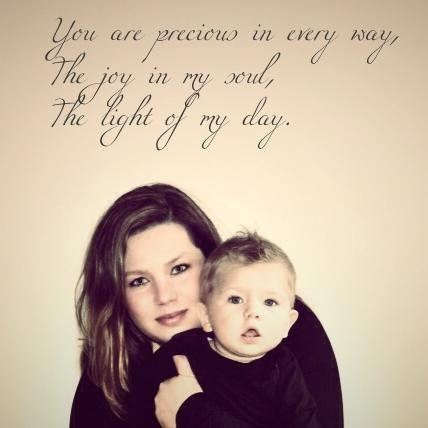 You are precious in every way,
The joy in my soul,
The light of my day.